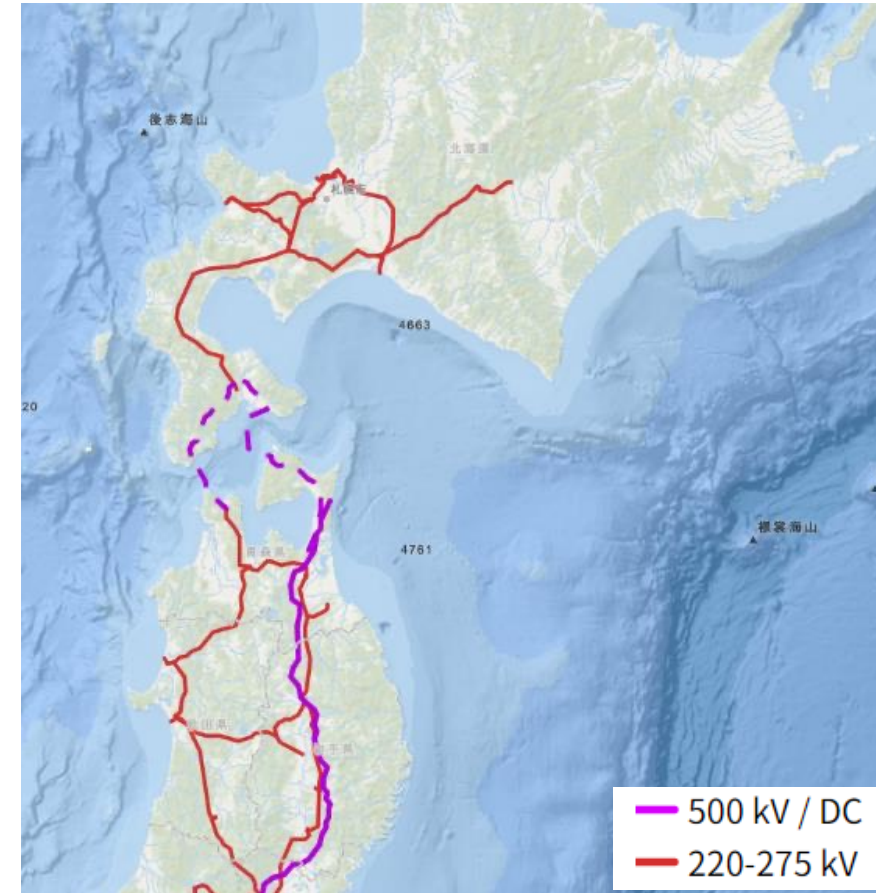 後志海山
北海道
札幌市
4663
20
襟裳海山
4761
青森県
秋田県
岩手県
500 kV / DC
220-275 kV